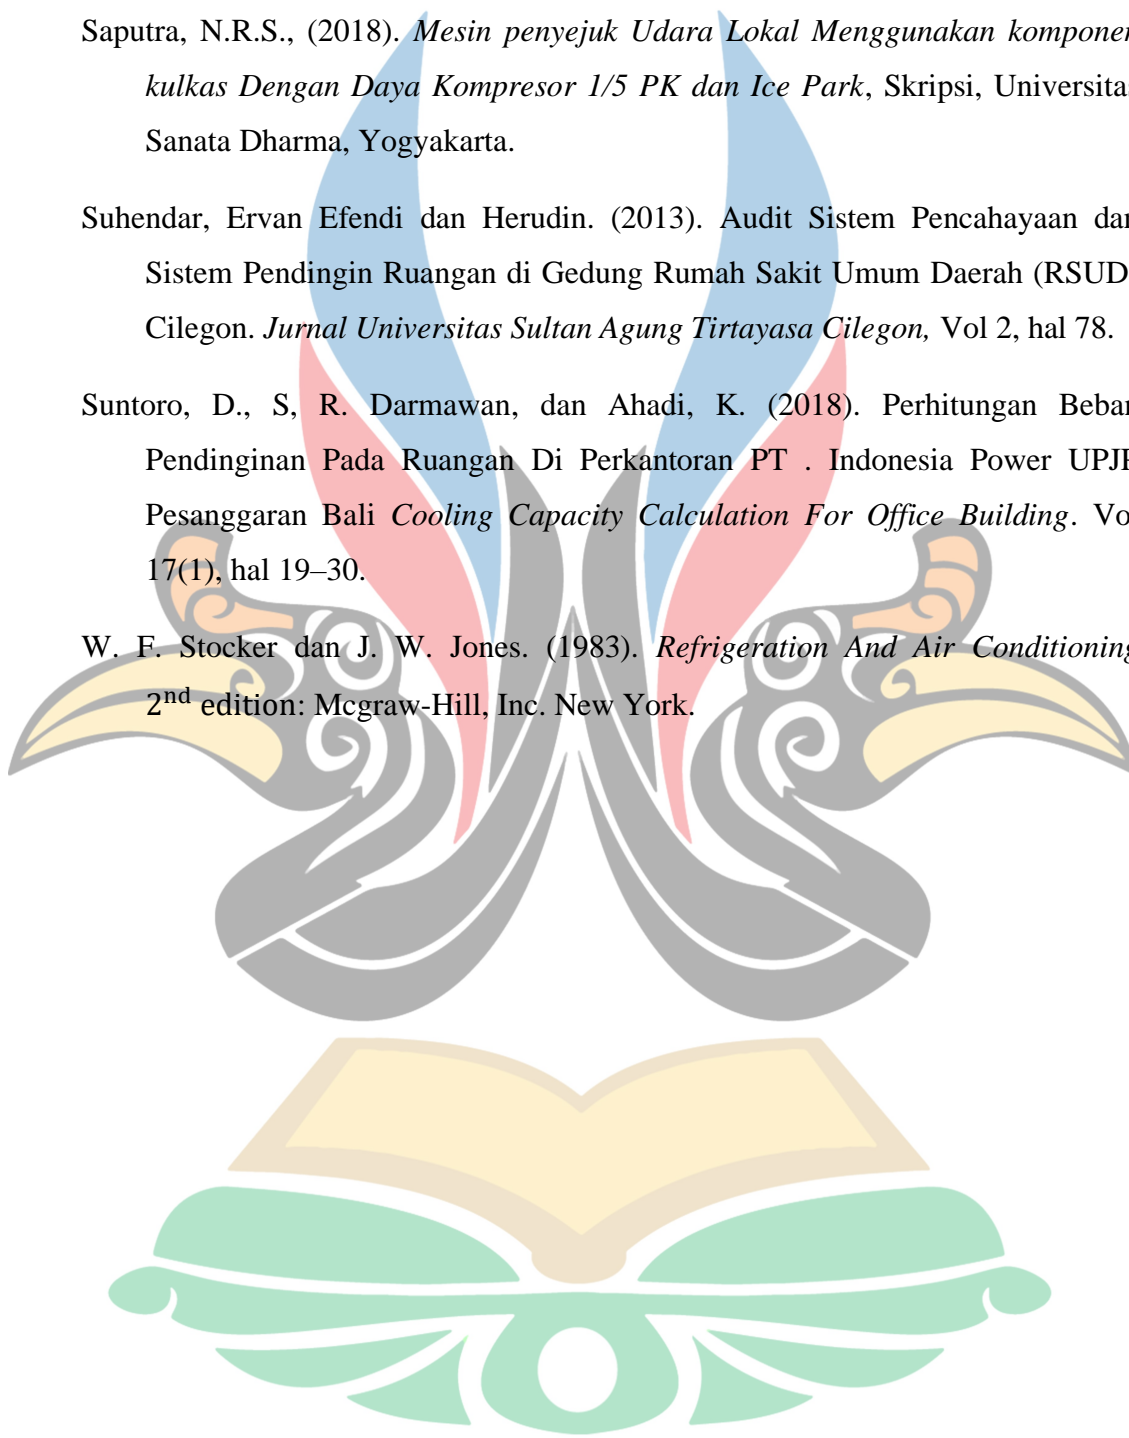 Saputra, N.R.S., (2018). Mesin penyejuk Udara Lokal Menggunakan komponen
kulkas Dengan Daya Kompresor 1/5 PK dan Ice Park, Skripsi, Universitas
Sanata Dharma, Yogyakarta.
Suhendar, Ervan Efendi dan Herudin. (2013). Audit Sistem Pencahayaan dan
Sistem Pendingin Ruangan di Gedung Rumah Sakit Umum Daerah (RSUD
Cilegon. Jurnal Universitas Sultan Agung Tirtayasa Cilegon, Vol 2, hal 78.
Suntoro, D., S, R. Darmawan, dan Ahadi, K. (2018). Perhitungan Beban
Pendinginan Pada Ruangan Di Perkantoran PT . Indonesia Power UPJP
Pesanggaran Bali Cooling Capacity Calculation For Office Building. Vo
17(1), hal 19–30.
W. F. Stocker dan J. W. Jones. (1983). Refrigeration And Air Conditioning
2nd edition: Mcgraw-Hill, Inc. New York.